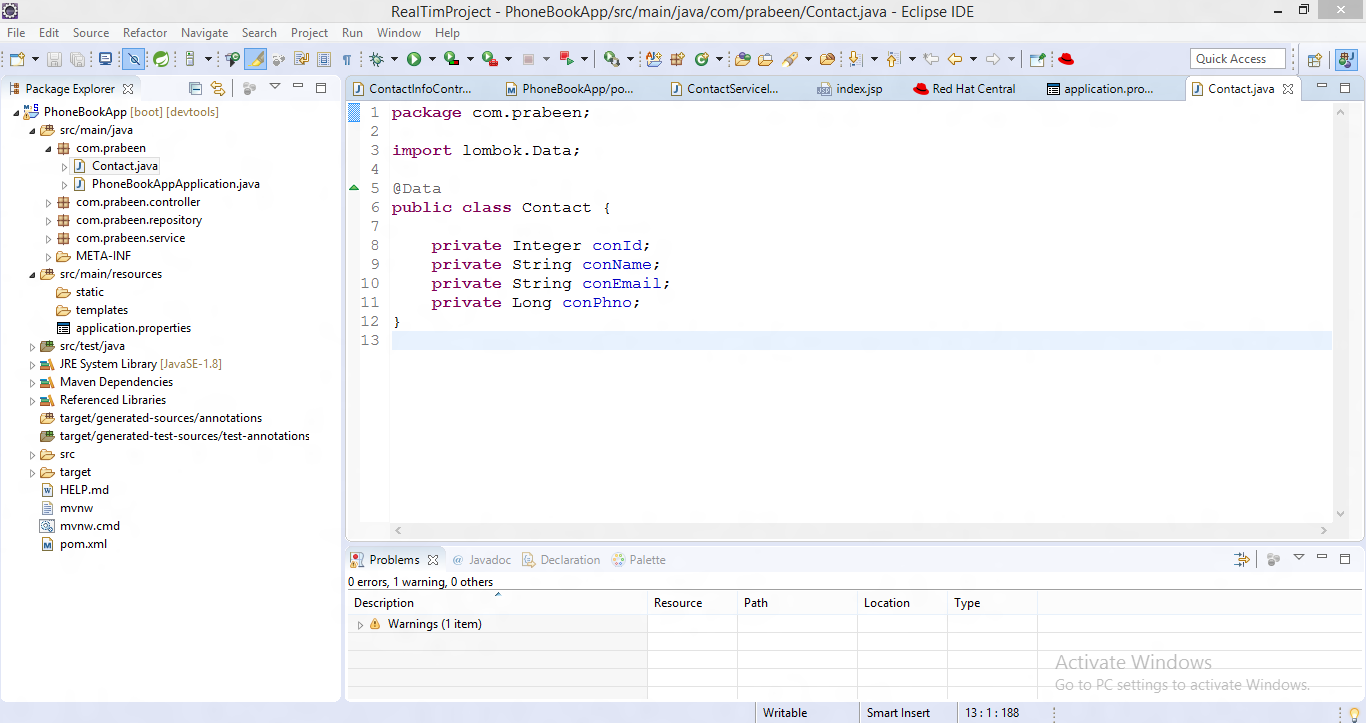 RealTimProject - PhoneBookApp/src/main/java/com/prabeen/Contact.java - Eclipse IDE
File Edit Source Refactor Navigate Search Project Run Window Help
Quick Access
Package Explorer
PhoneBookApp [boot] [devtools]
src/main/java
com.prabeen
Contact.java
PhoneBookAppApplication.java
com.prabeen.controller
com.prabeen.repository
com.prabeen.service
META-INF
src/main/resources
static
templates
application.properties
src/test/java
JRE System Library [JavaSE-1.8]
Maven Dependencies
Referenced Libraries
target/generated-sources/annotations
target/generated-test-sources/test-annotations
src
target
HELP.md
mvnw
mvnw.cmd
pom.xml
ContactInfoContr... PhoneBookApp/po... ContactServiceI... index.jsp Red Hat Central application.pro... Contact.java
1 package com.prabeen;
2
3 import lombok.Data;
4
5 @Data
6 public class Contact {
7
8 private Integer conId;
9 private String conName;
10 private String conEmail;
11 private Long conPhno;
12 }
13
Problems @ Javadoc Declaration Palette
0 errors, 1 warning, 0 others
Description Resource Path Location Type
Warnings (1 item)
Activate Windows
Go to PC settings to activate Windows.
Writable Smart Insert 13 : 1 : 188